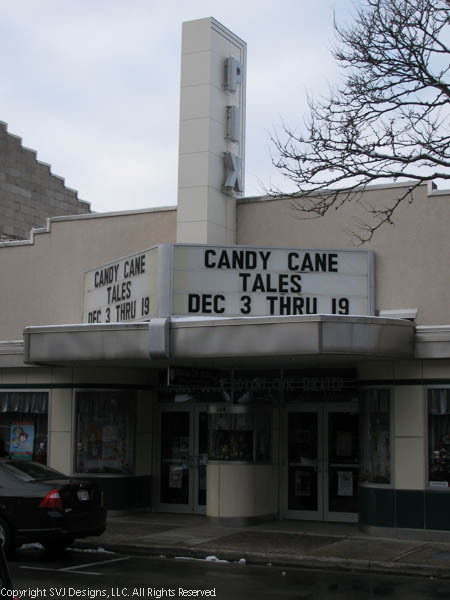 PIX
CANDY CANE
TALES
DEC 3 THRU 19
CANDY CANE
TALES
DEC 3 THRU 19
Copyright SVJ Designs, LLC. All Rights Reserved.